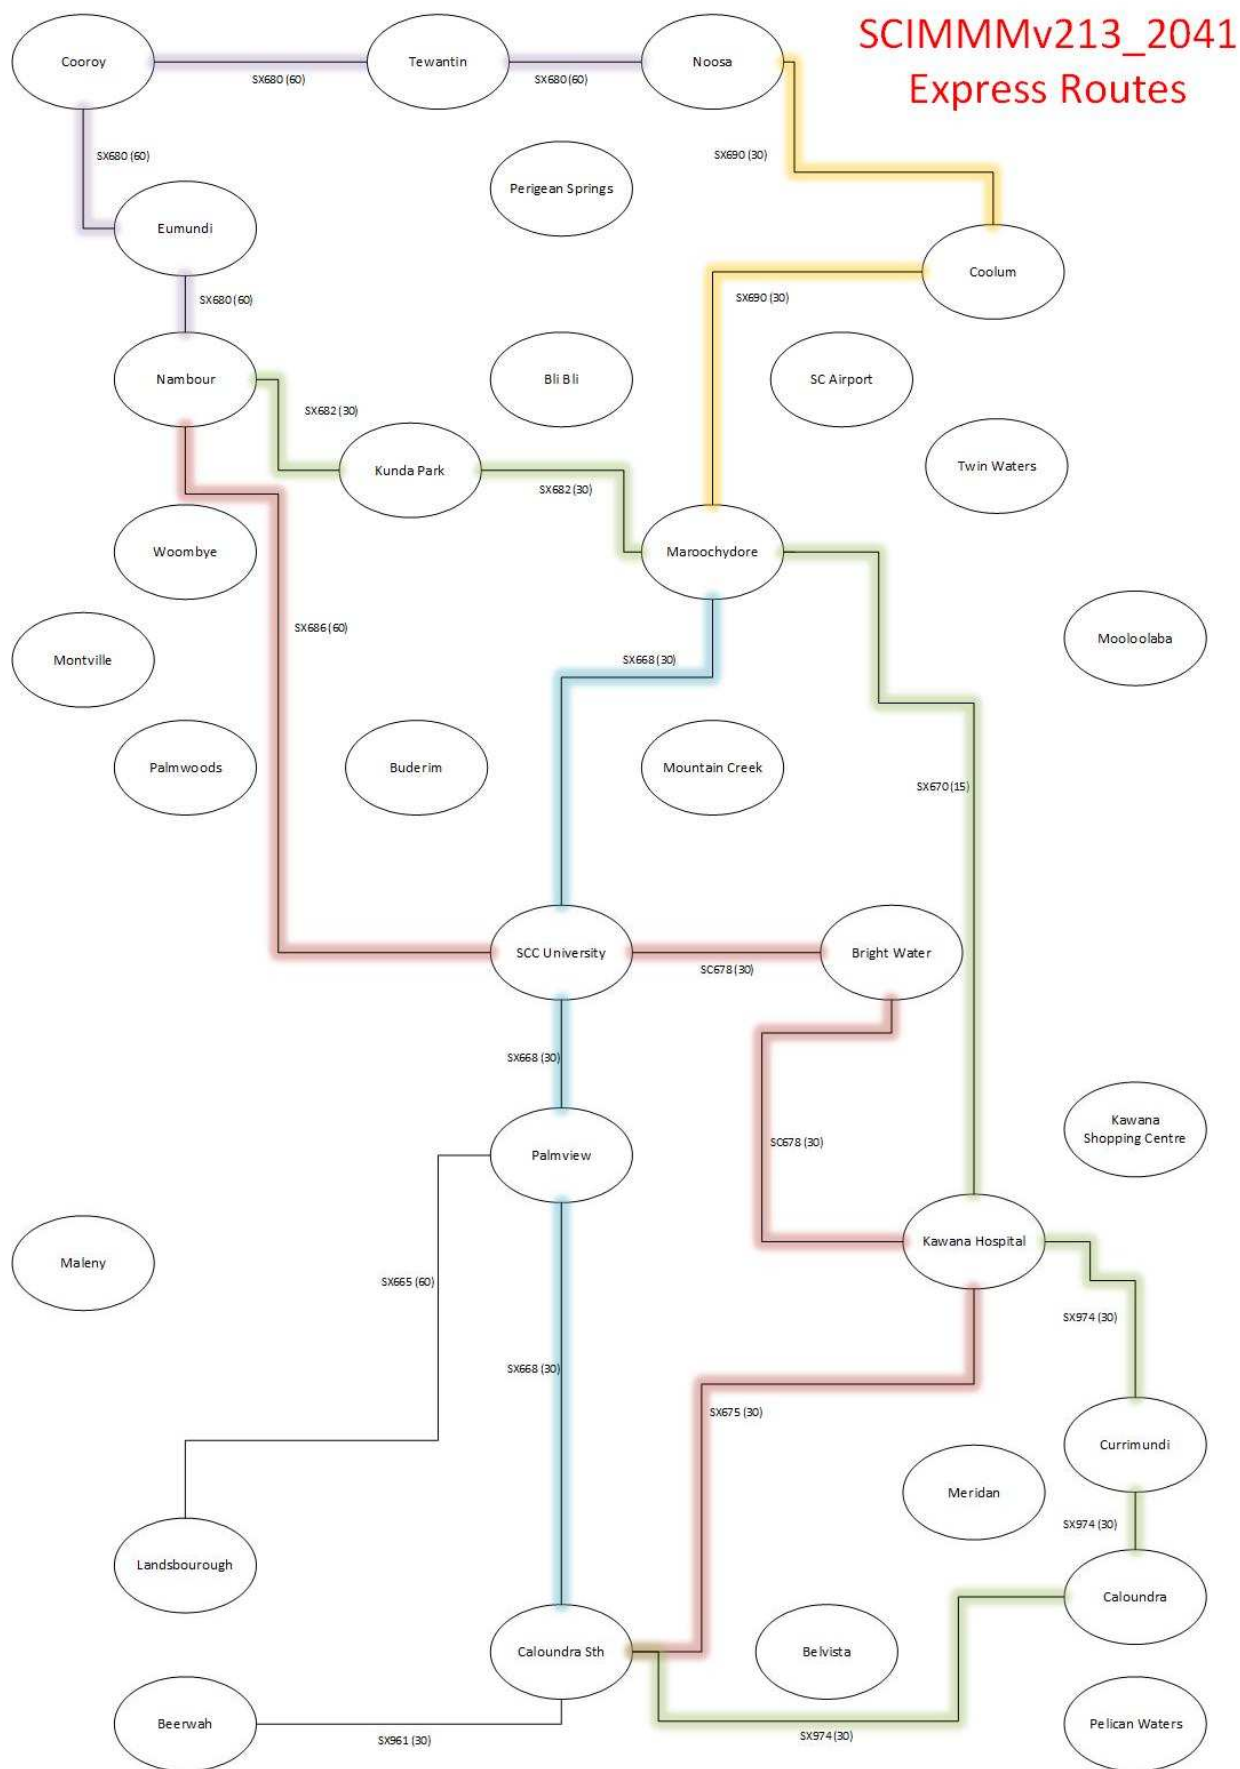 SCIMMMv213_2041
Express Routes
Cooroy
SX680 (60)
Tewantin
SX680 (60)
Noosa
SX680 (60)
SX690 (30)
Perigean Springs
Eumundi
Coolum
SX680 (60)
SX690 (30)
Nambour
Bli Bli
SC Airport
SX682 (30)
Kunda Park
SX682 (30)
Twin Waters
Woombye
Maroochydore
SX686 (60)
Mooloolaba
Montville
SX668 (30)
Palmwoods
Buderim
Mountain Creek
SX670 (15)
SCC University
SC678 (30)
Bright Water
SX668 (30)
Kawana
Shopping Centre
SC678 (30)
Palmview
Kawana Hospital
Maleny
SX665 (60)
SX974 (30)
SX668 (30)
SX675 (30)
Currimundi
Meridan
SX974 (30)
Landsbourough
Caloundra
Caloundra Sth
Belvista
Beerwah
SX961 (30)
SX974 (30)
Pelican Waters